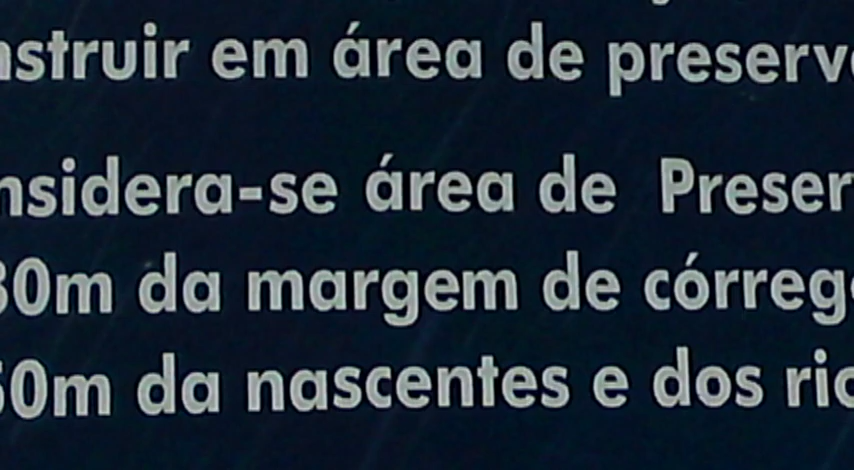 nstruir em área de preserv
nsidera-se área de Preser
30m da margem de córreg
50m da nascentes e dos rio